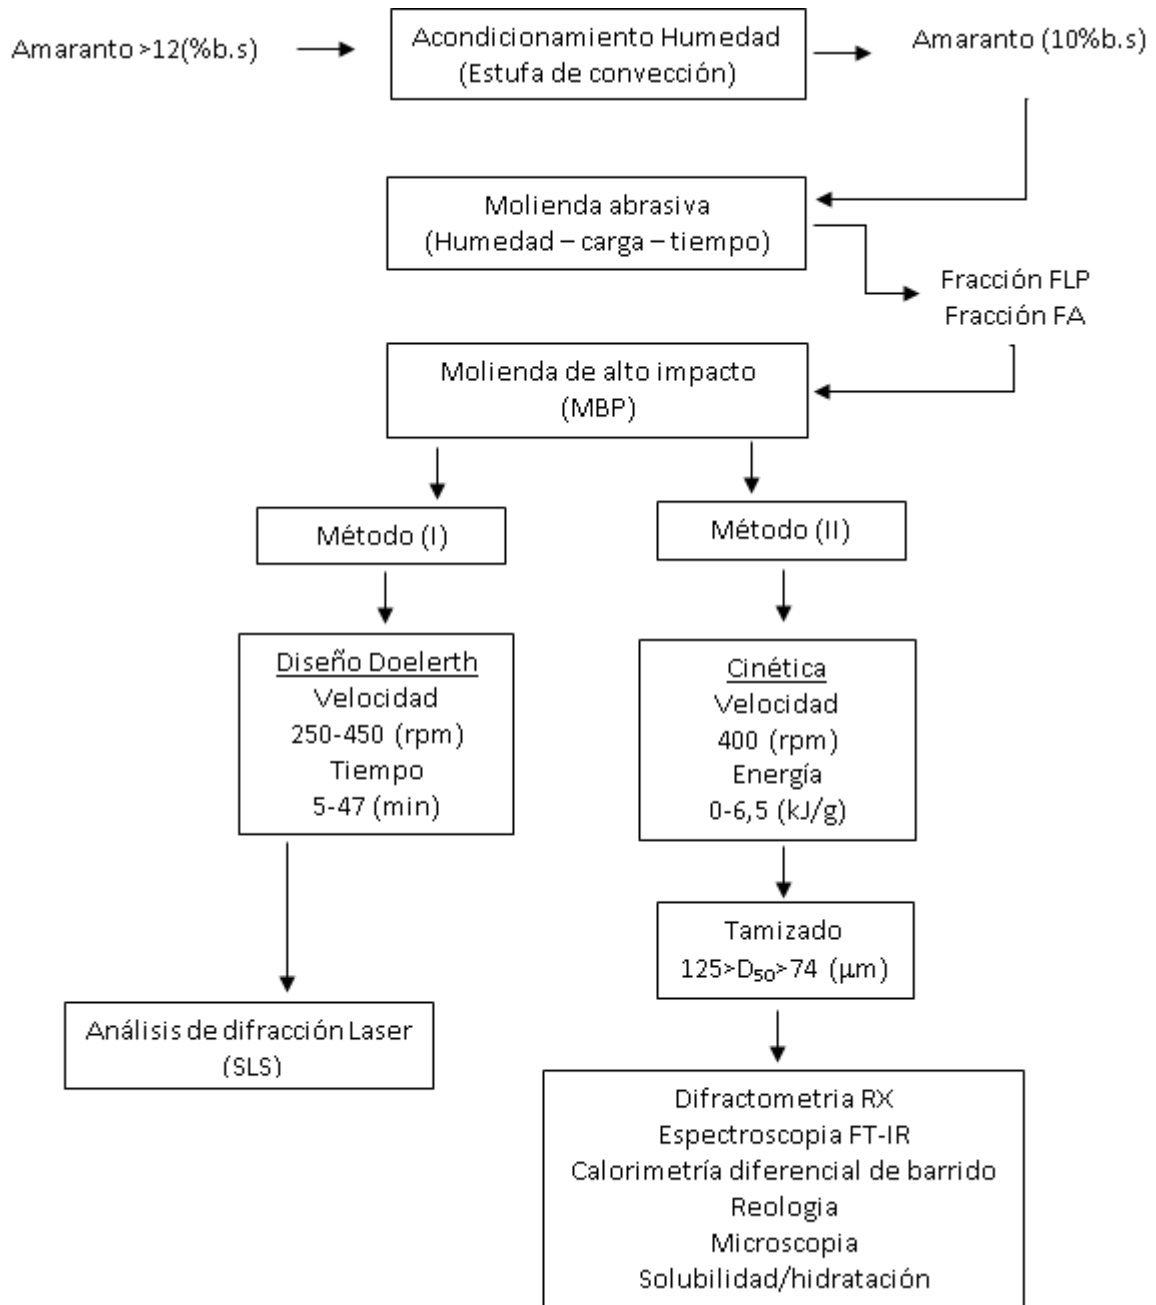 Amaranto >12(%b.s)
Acondicionamiento Humedad
(Estufa de convección)
Amaranto (10%b.s)
Molienda abrasiva
(Humedad – carga – tiempo)
Fracción FLP
Fracción FA
Molienda de alto impacto
(MBP)
Método (I)
Método (II)
Diseño Doelerth
Velocidad
250-450 (rpm)
Tiempo
5-47 (min)
Cinética
Velocidad
400 (rpm)
Energía
0-6,5 (kJ/g)
Tamizado
125>D₅₀>74 (μm)
Análisis de difracción Laser
(SLS)
Difractometria RX
Espectroscopia FT-IR
Calorimetría diferencial de barrido
Reologia
Microscopia
Solubilidad/hidratación